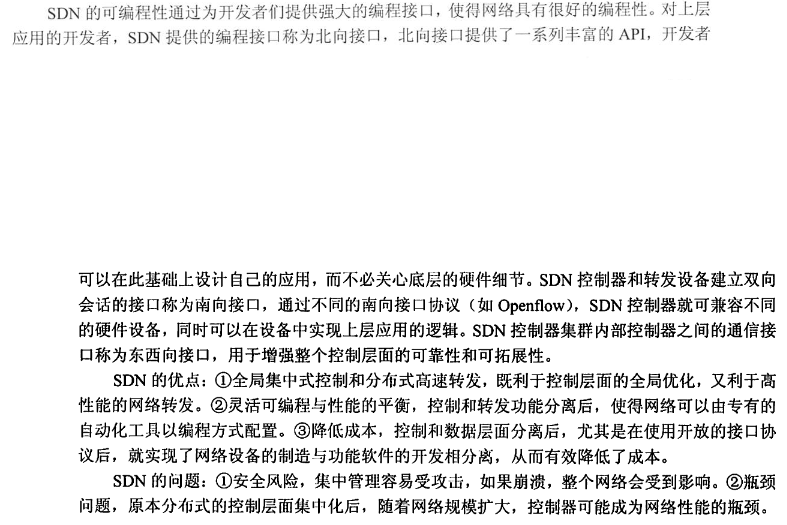 SDN 的可编程性通过为开发者们提供强大的编程接口，使得网络具有很好的编程性。对上层
应用的开发者，SDN 提供的编程接口称为北向接口，北向接口提供了一系列丰富的 API，开发者
可以在此基础上设计自己的应用，而不必关心底层的硬件细节。SDN 控制器和转发设备建立双向
会话的接口称为南向接口，通过不同的南向接口协议（如 Openflow），SDN 控制器就可兼容不同
的硬件设备，同时可以在设备中实现上层应用的逻辑。SDN 控制器集群内部控制器之间的通信接
口称为东西向接口，用于增强整个控制层面的可靠性和可拓展性。
SDN 的优点：①全局集中式控制和分布式高速转发，既利于控制层面的全局优化，又利于高
性能的网络转发。②灵活可编程与性能的平衡，控制和转发功能分离后，使得网络可以由专有的
自动化工具以编程方式配置。③降低成本，控制和数据层面分离后，尤其是在使用开放的接口协
议后，就实现了网络设备的制造与功能软件的开发相分离，从而有效降低了成本。
SDN 的问题：①安全风险，集中管理容易受攻击，如果崩溃，整个网络会受到影响。②瓶颈
问题，原本分布式的控制层面集中化后，随着网络规模扩大，控制器可能成为网络性能的瓶颈。